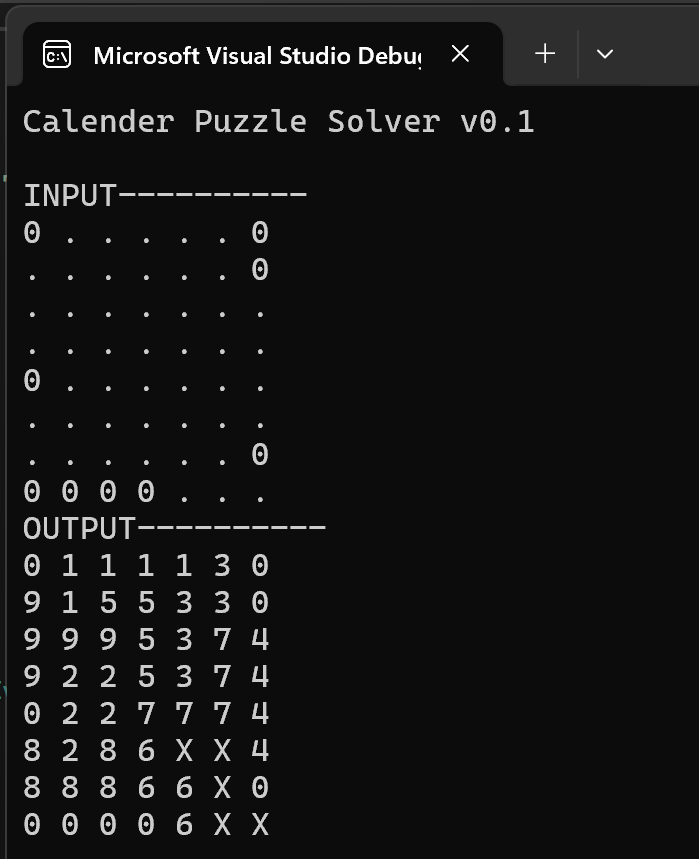 Microsoft Visual Studio Debu
Calender Puzzle Solver v0.1
INPUT----------
0 . . . . . 0
. . . . . . 0
. . . . . . .
. . . . . . .
0 . . . . . .
. . . . . . .
. . . . . . 0
0 0 0 0 . . .
OUTPUT----------
0 1 1 1 1 3 0
9 1 5 5 3 3 0
9 9 9 5 3 7 4
9 2 2 5 3 7 4
0 2 2 7 7 7 4
8 2 8 6 X X 4
8 8 8 6 6 X 0
0 0 0 0 6 X X